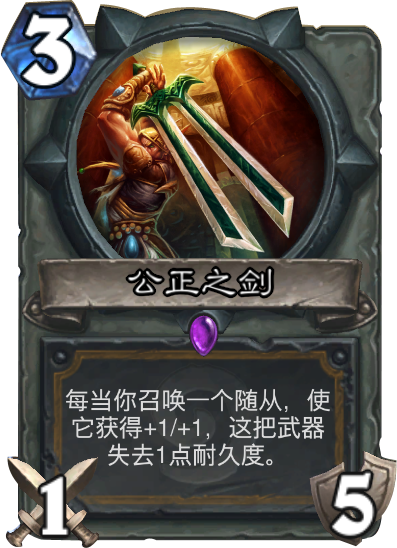 3
公正之剑
每当你召唤一个随从，使
它获得+1/+1，这把武器
失去1点耐久度。
1
5